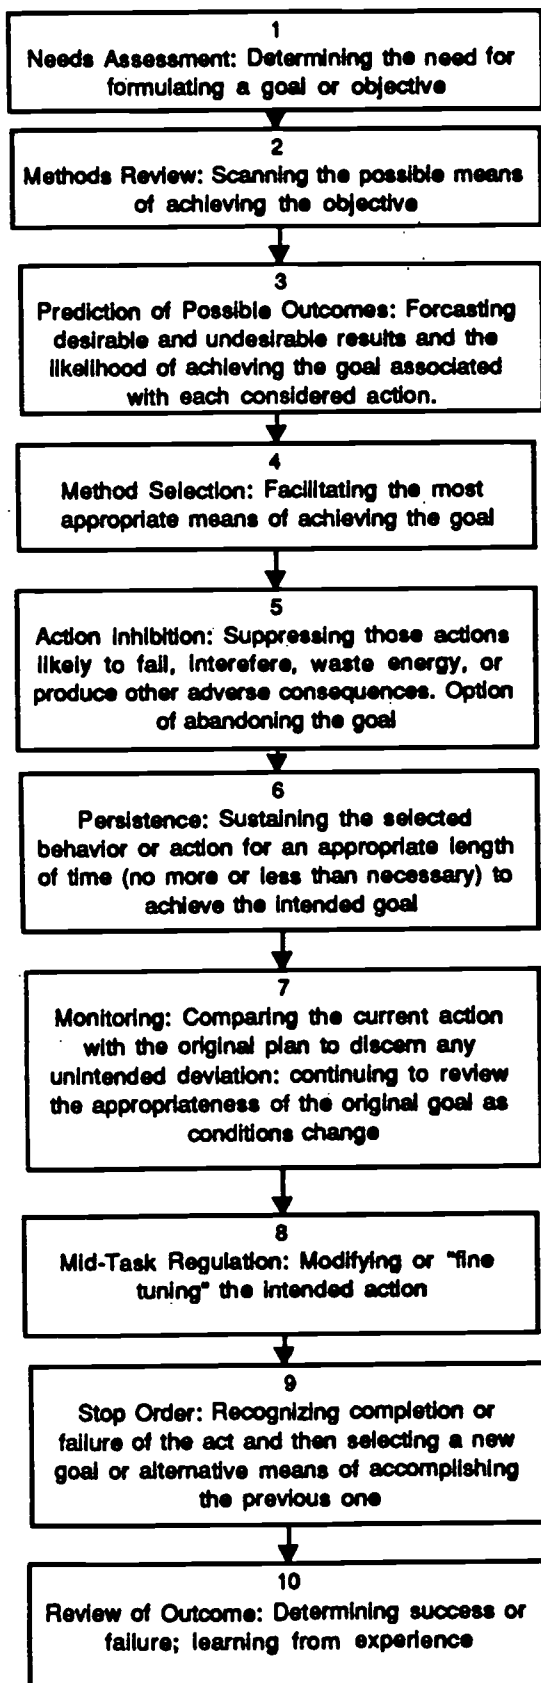 1
Needs Assessment: Determining the need for
formulating a goal or objective
2
Methods Review: Scanning the possible means
of achieving the objective
3
Prediction of Possible Outcomes: Forcasting
desirable and undesirable results and the
likelihood of achieving the goal associated
with each considered action.
4
Method Selection: Facilitating the most
appropriate means of achieving the goal
5
Action Inhibition: Suppressing those actions
likely to fail, interefere, waste energy, or
produce other adverse consequences. Option
of abandoning the goal
6
Persistence: Sustaining the selected
behavior or action for an appropriate length
of time (no more or less than necessary) to
achieve the intended goal
7
Monitoring: Comparing the current action
with the original plan to discern any
unintended deviation: continuing to review
the appropriateness of the original goal as
conditions change
8
Mid-Task Regulation: Modifying or "fine
tuning" the intended action
9
Stop Order: Recognizing completion or
failure of the act and then selecting a new
goal or alternative means of accomplishing
the previous one
10
Review of Outcome: Determining success or
failure; learning from experience